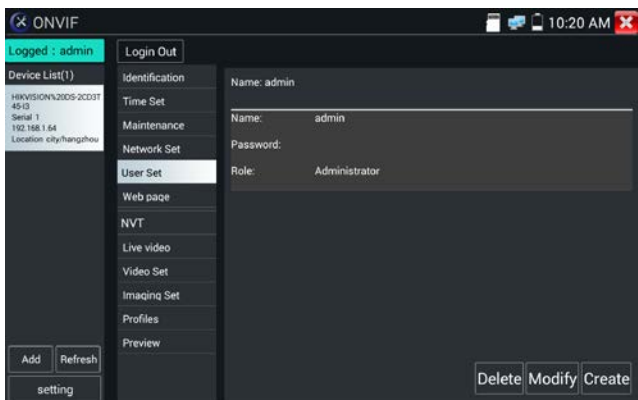 ONVIF
10:20 AM
Logged : admin
Login Out
Device List(1)
HIKVISION%20DS-2CD3T
45-I3
Serial 1
192.168.1.64
Location city/hangzhou
Identification
Time Set
Maintenance
Network Set
User Set
Web page
NVT
Live video
Video Set
Imaging Set
Profiles
Preview
Name: admin
Name: admin
Password:
Role: Administrator
Add
Refresh
setting
Delete
Modify
Create